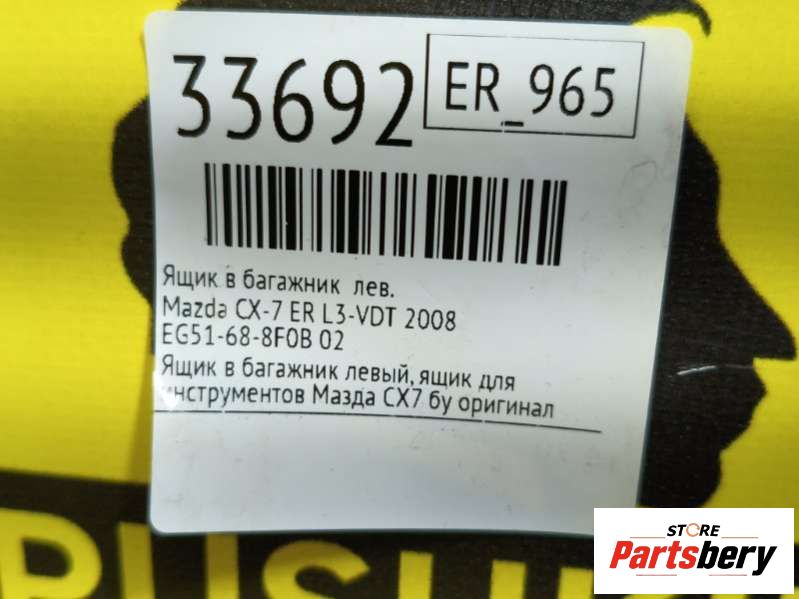 33692
ER_965
Ящик в багажник лев.
Mazda CX-7 ER L3-VDT 2008
EG51-68-8F0B 02
Ящик в багажник левый, ящик для
инструментов Мазда СХ7 бу оригинал
STORE
Partsbery